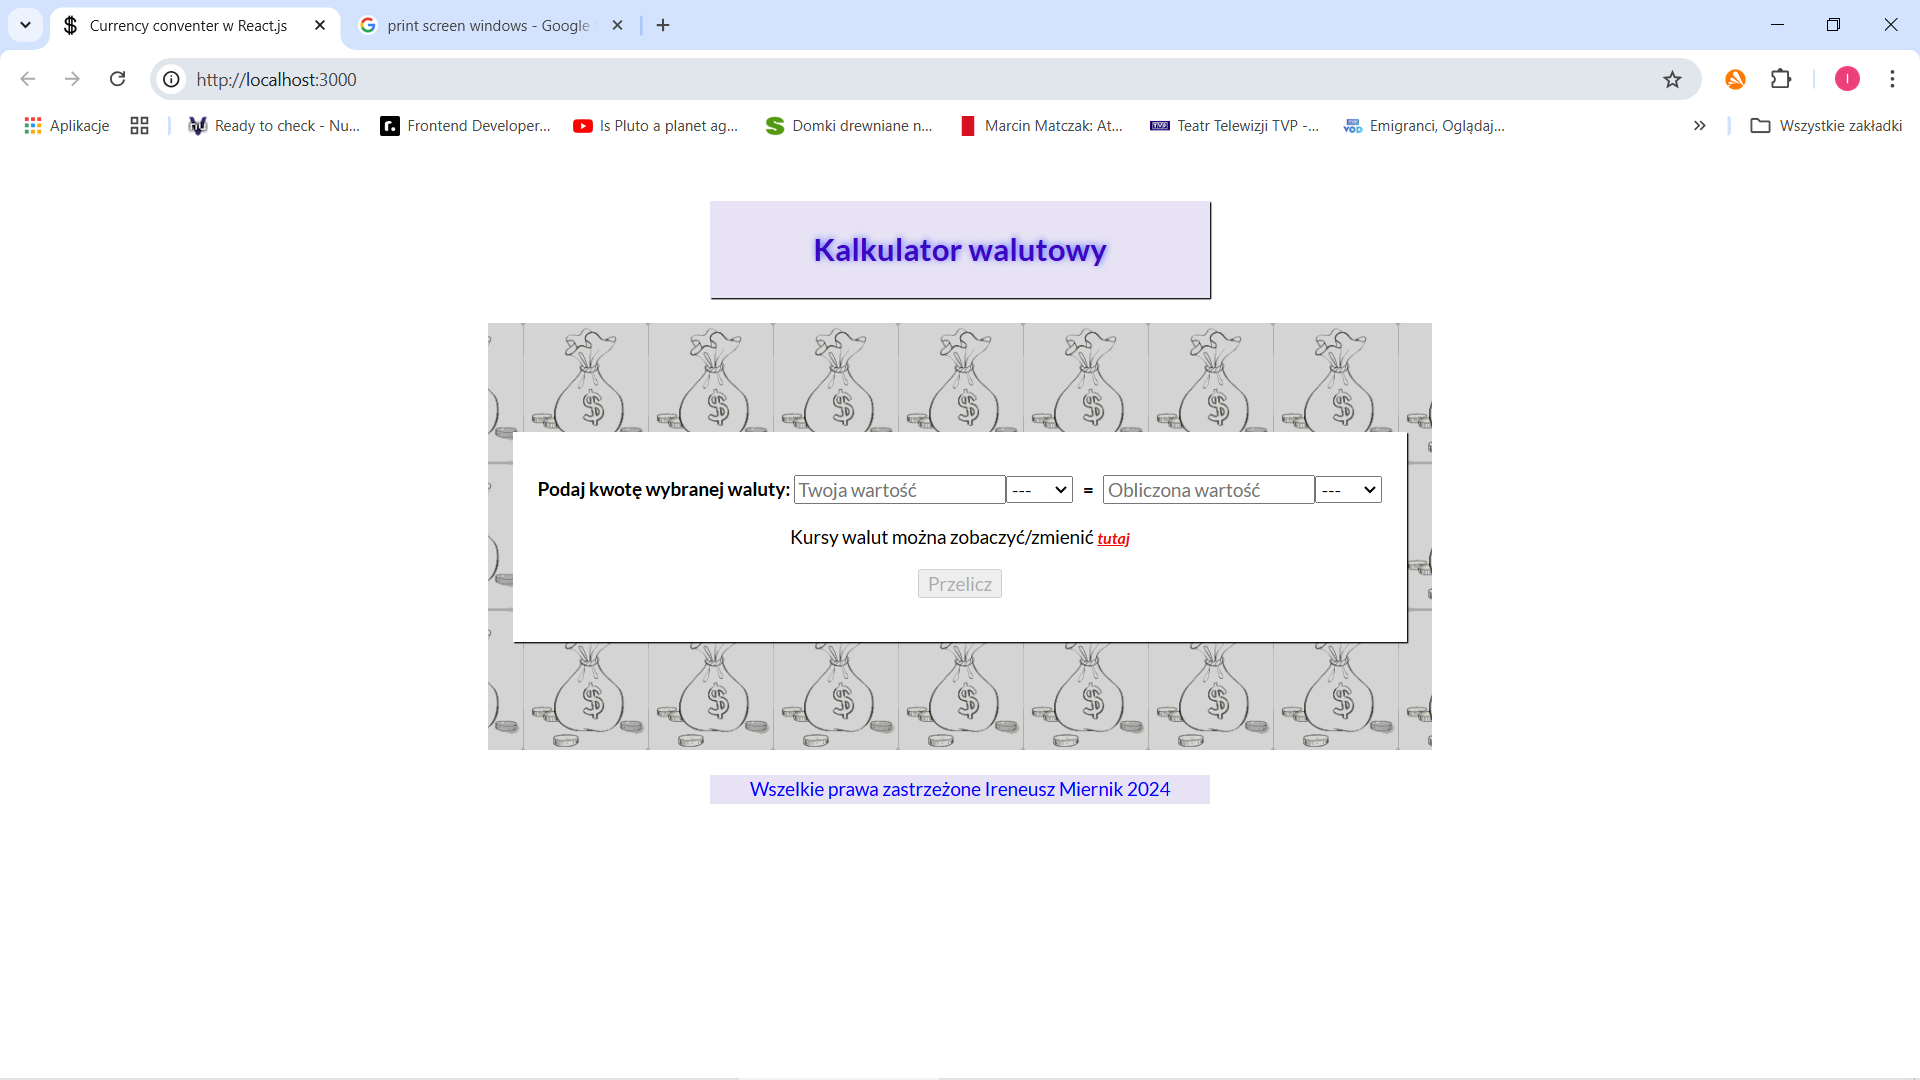 Currency conventer w React.js
print screen windows - Google
http://localhost:3000
Aplikacje
Ready to check - Nu...
Frontend Developer...
Is Pluto a planet ag...
Domki drewniane n...
Marcin Matczak: At...
Teatr Telewizji TVP -...
Emigranci, Oglądaj...
Wszystkie zakładki
Kalkulator walutowy
Podaj kwotę wybranej waluty: Twoja wartość --- = Obliczona wartość ---
Kursy walut można zobaczyć/zmienić tutaj
Przelicz
Wszelkie prawa zastrzeżone Ireneusz Miernik 2024